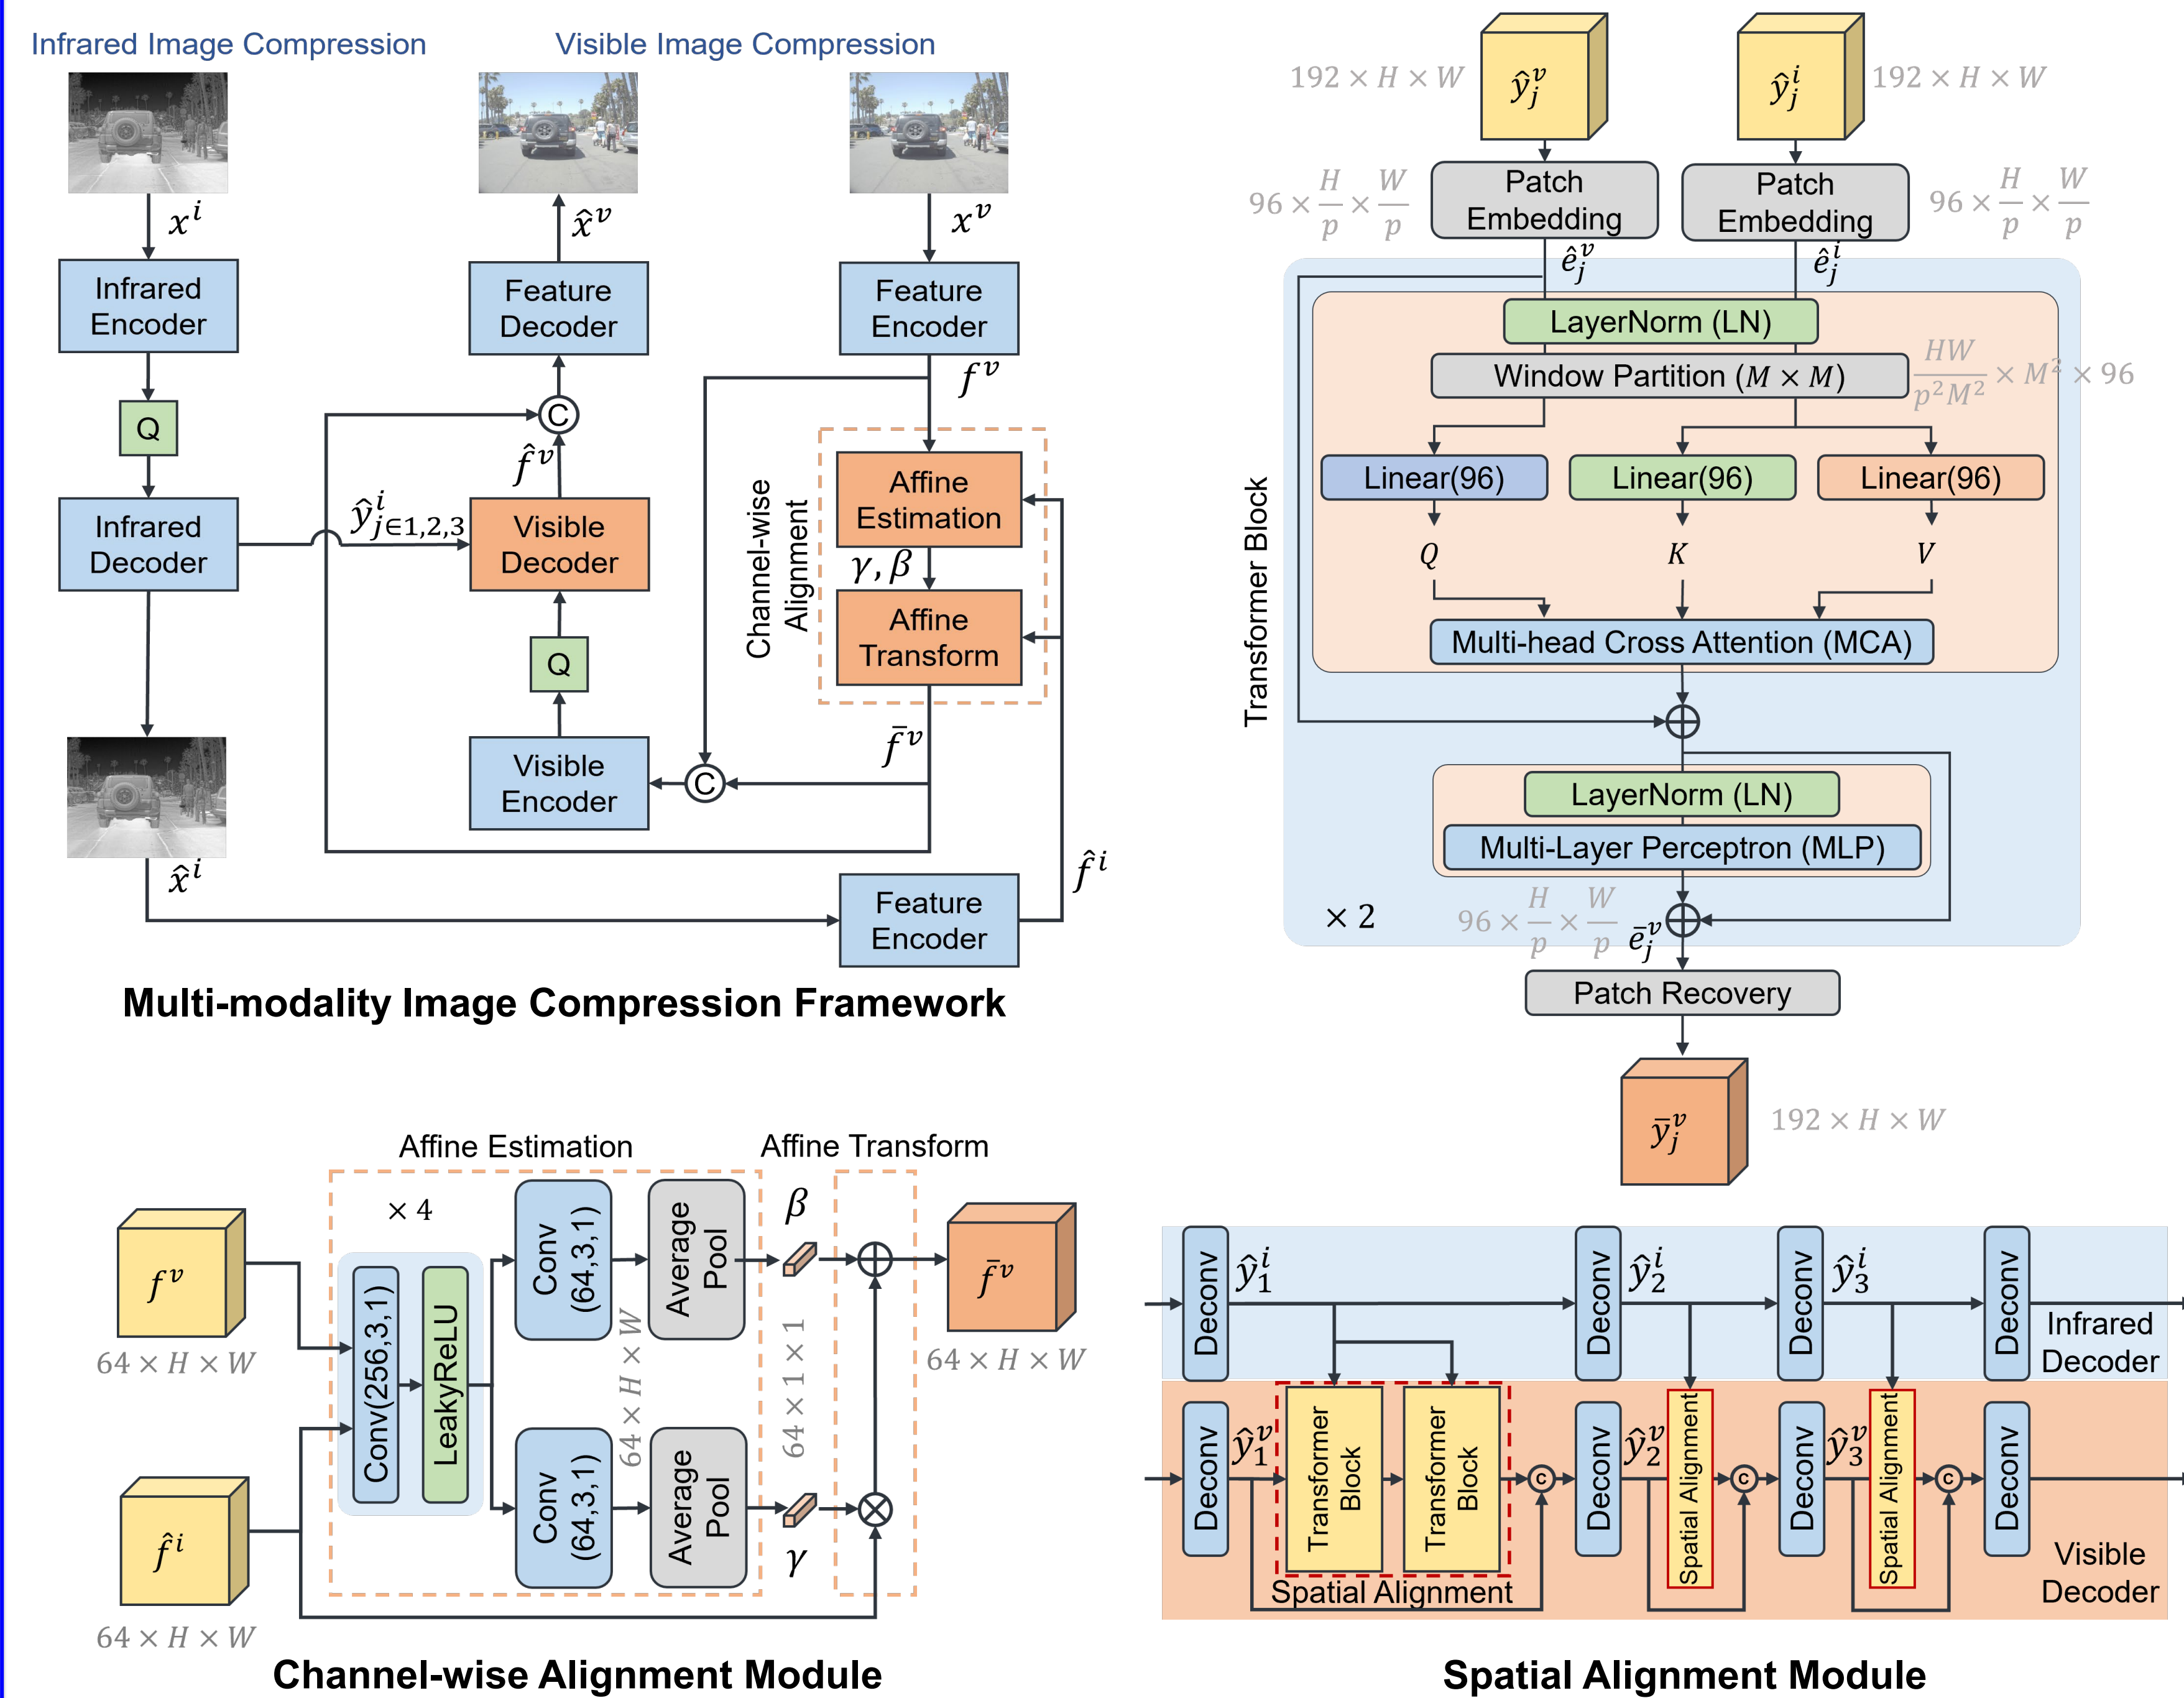 Infrared Image Compression
Visible Image Compression
x^i
x̂^v
x^v
Infrared
Encoder
Feature
Decoder
Feature
Encoder
f^v
Q
C
f̂^v
Infrared
Decoder
ŷ^i_{j∈1,2,3}
Visible
Decoder
Channel-wise
Alignment
Affine
Estimation
γ, β
Affine
Transform
Q
f̄^v
Visible
Encoder
C
x̂^i
f̂^i
Feature
Encoder
Multi-modality Image Compression Framework
192 × H × W
ŷ^v_j
ŷ^i_j
192 × H × W
96 × H/p × W/p
Patch
Embedding
Patch
Embedding
96 × H/p × W/p
ê^v_j
ê^i_j
Transformer Block
LayerNorm (LN)
Window Partition (M × M)
HW/p²M² × M² × 96
Linear(96)
Linear(96)
Linear(96)
Q
K
V
Multi-head Cross Attention (MCA)
LayerNorm (LN)
Multi-Layer Perceptron (MLP)
× 2
96 × H/p × W/p
ē^v_j
Patch Recovery
ȳ^v_j
192 × H × W
Affine Estimation
Affine Transform
× 4
f^v
64 × H × W
f̂^i
64 × H × W
Conv(256,3,1)
LeakyReLU
Conv
(64,3,1)
Average
Pool
β
64 × H × W
64 × 1 × 1
Conv
(64,3,1)
Average
Pool
γ
f̄^v
64 × H × W
Channel-wise Alignment Module
Deconv
ŷ^i_1
Deconv
ŷ^i_2
Deconv
ŷ^i_3
Deconv
Infrared
Decoder
Deconv
ŷ^v_1
Transformer
Block
Transformer
Block
Spatial Alignment
C
Deconv
ŷ^v_2
Spatial Alignment
C
Deconv
ŷ^v_3
Spatial Alignment
C
Deconv
Visible
Decoder
Spatial Alignment Module